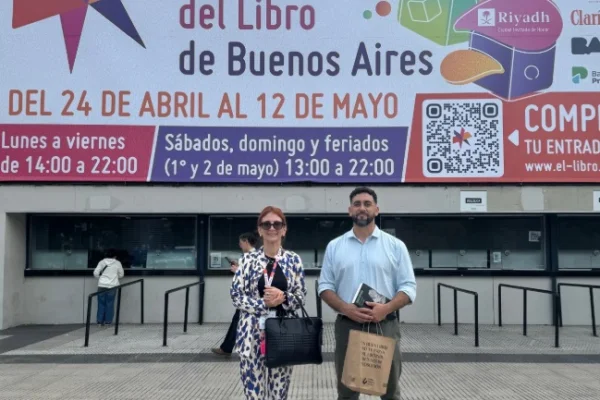 del Libro
de Buenos Aires
DEL 24 DE ABRIL AL 12 DE MAYO
Lunes a viernes
de 14:00 a 22:00
Sábados, domingo y feriados
(1° y 2 de mayo) 13:00 a 22:00
Riyadh
Clarí
BA
COMP
TU ENTRAD
www.el-libro